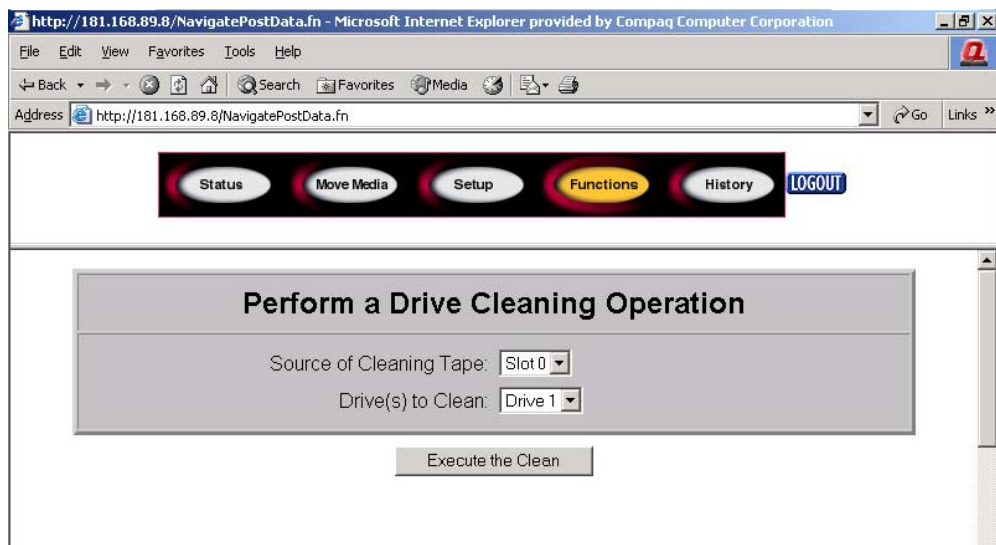 http://181.168.89.8/NavigatePostData.fn - Microsoft Internet Explorer provided by Compaq Computer Corporation
File Edit View Favorites Tools Help
Back Search Favorites Media
Address http://181.168.89.8/NavigatePostData.fn Go Links »
Status Move Media Setup Functions History LOGOUT
Perform a Drive Cleaning Operation
Source of Cleaning Tape: Slot 0
Drive(s) to Clean: Drive 1
Execute the Clean